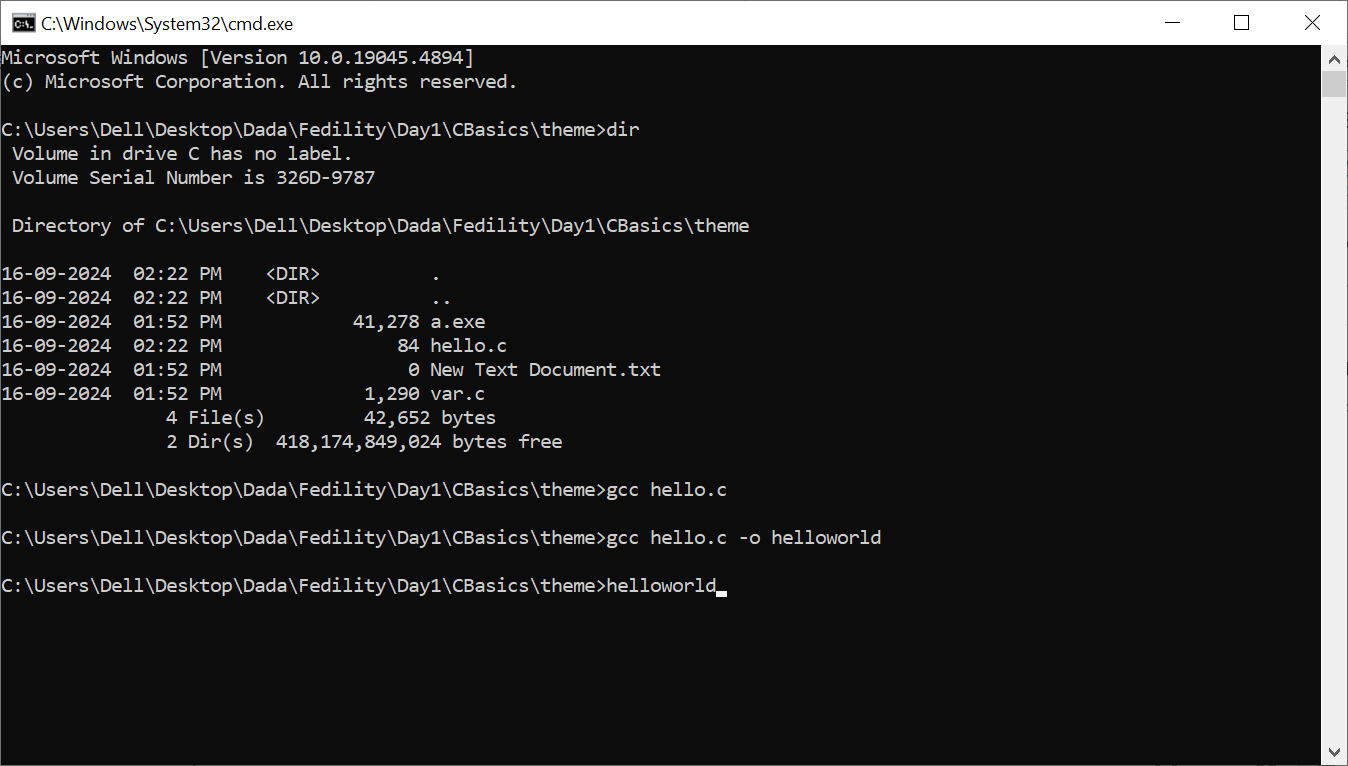 C:\Windows\System32\cmd.exe
Microsoft Windows [Version 10.0.19045.4894]
(c) Microsoft Corporation. All rights reserved.
C:\Users\Dell\Desktop\Dada\Fedility\Day1\CBasics\theme>dir
Volume in drive C has no label.
Volume Serial Number is 326D-9787
Directory of C:\Users\Dell\Desktop\Dada\Fedility\Day1\CBasics\theme
16-09-2024  02:22 PM    <DIR>          .
16-09-2024  02:22 PM    <DIR>          ..
16-09-2024  01:52 PM            41,278 a.exe
16-09-2024  02:22 PM                84 hello.c
16-09-2024  01:52 PM                 0 New Text Document.txt
16-09-2024  01:52 PM             1,290 var.c
               4 File(s)         42,652 bytes
               2 Dir(s)  418,174,849,024 bytes free
C:\Users\Dell\Desktop\Dada\Fedility\Day1\CBasics\theme>gcc hello.c
C:\Users\Dell\Desktop\Dada\Fedility\Day1\CBasics\theme>gcc hello.c -o helloworld
C:\Users\Dell\Desktop\Dada\Fedility\Day1\CBasics\theme>helloworld